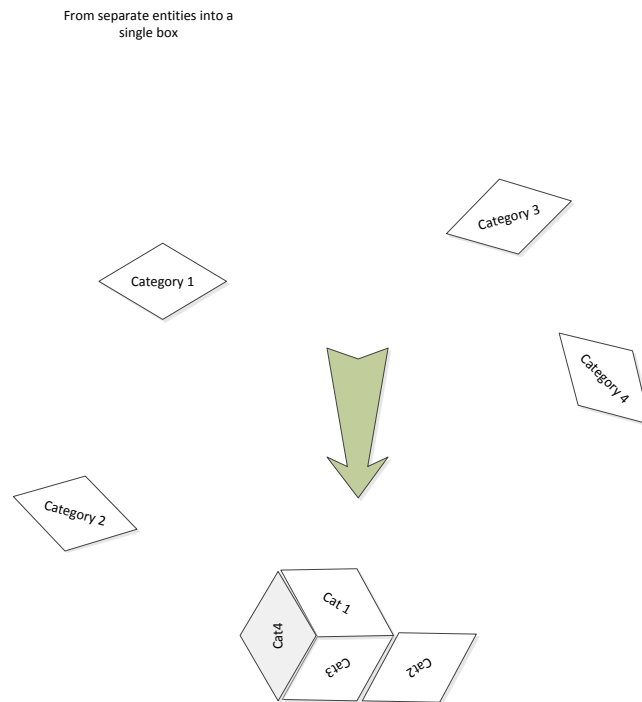 From separate entities into a
single box
Category 3
Category 1
Category 4
Category 2
Cat 1
Cat4
Cat3
Cat2